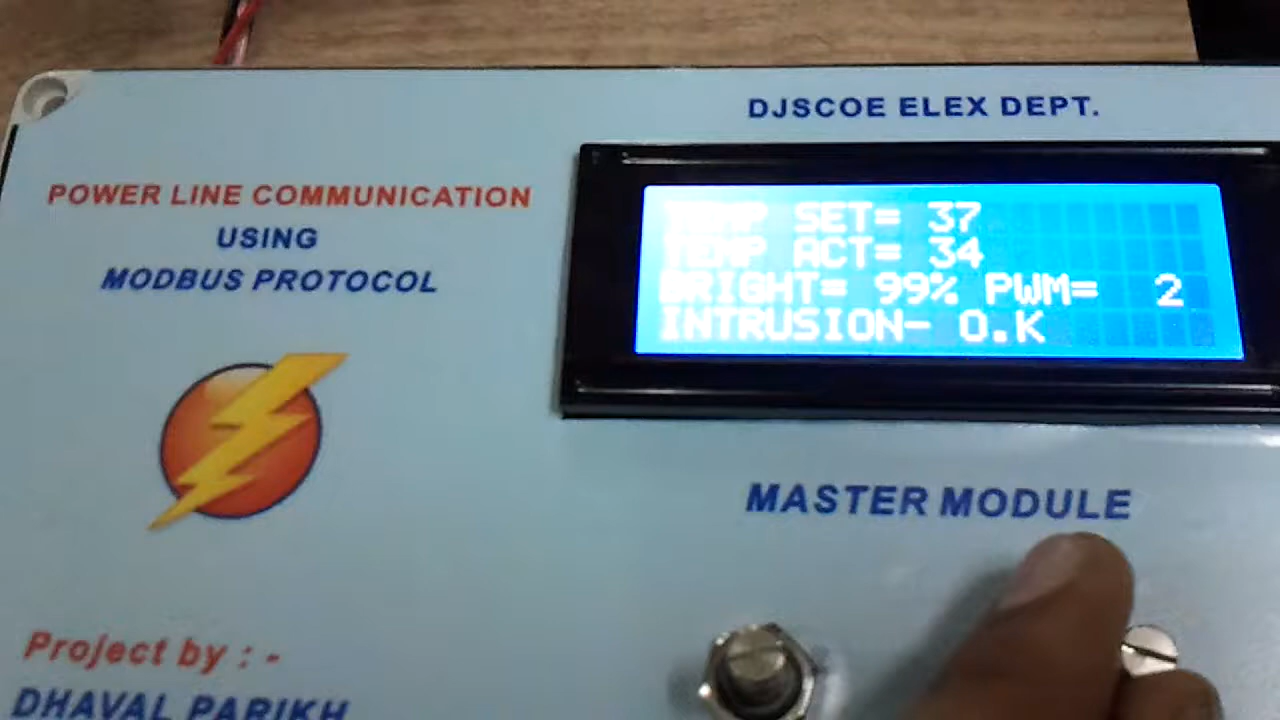 DJSCOE ELEX DEPT.
POWER LINE COMMUNICATION
USING
MODBUS PROTOCOL
TEMP SET= 37
TEMP ACT= 34
BRIGHT= 99% PWM= 2
INTRUSION- O.K
MASTER MODULE
Project by : -
DHAVAL PARIKH